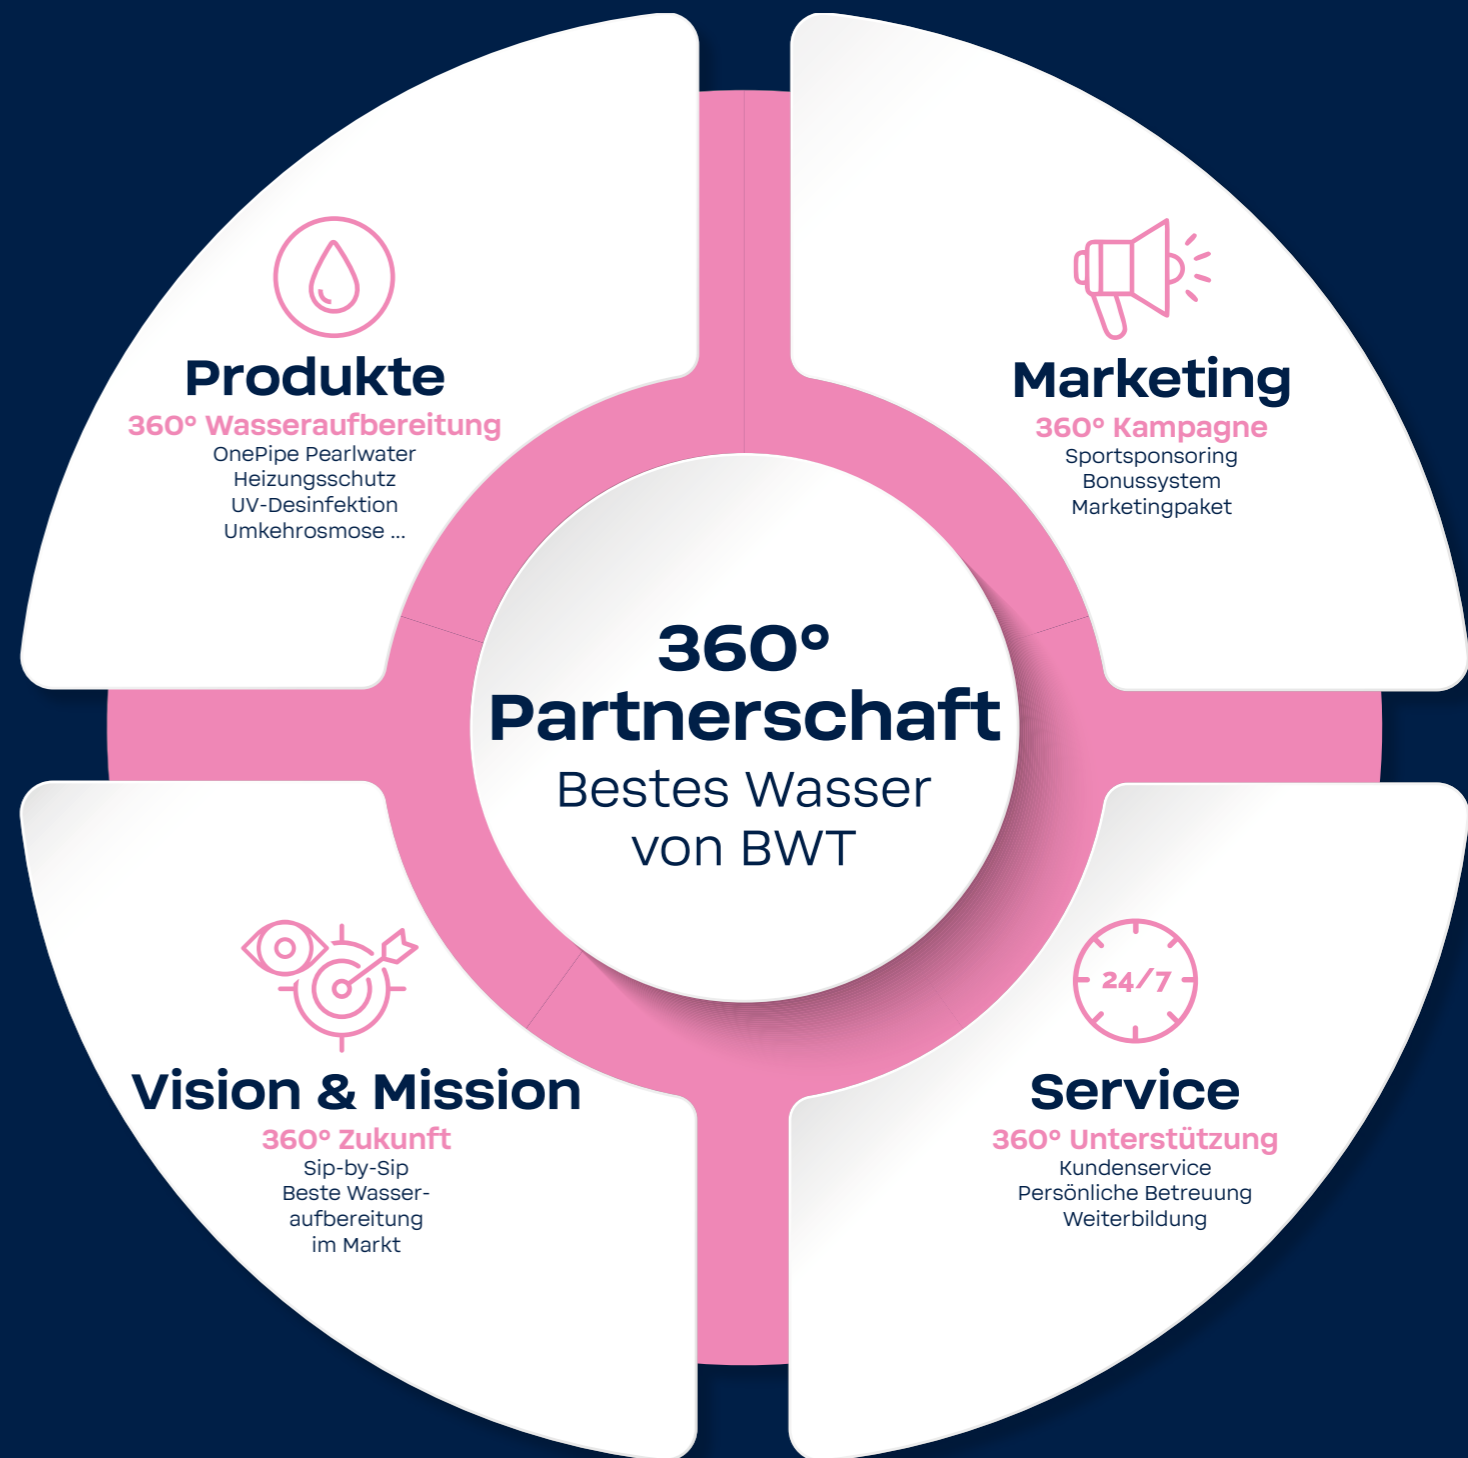 Produkte
360° Wasseraufbereitung
OnePipe Pearlwater
Heizungsschutz
UV-Desinfektion
Umkehrosmose ...
Marketing
360° Kampagne
Sportsponsoring
Bonussystem
Marketingpaket
360°
Partnerschaft
Bestes Wasser
von BWT
Vision & Mission
360° Zukunft
Sip-by-Sip
Beste Wasser-
aufbereitung
im Markt
24/7
Service
360° Unterstützung
Kundenservice
Persönliche Betreuung
Weiterbildung